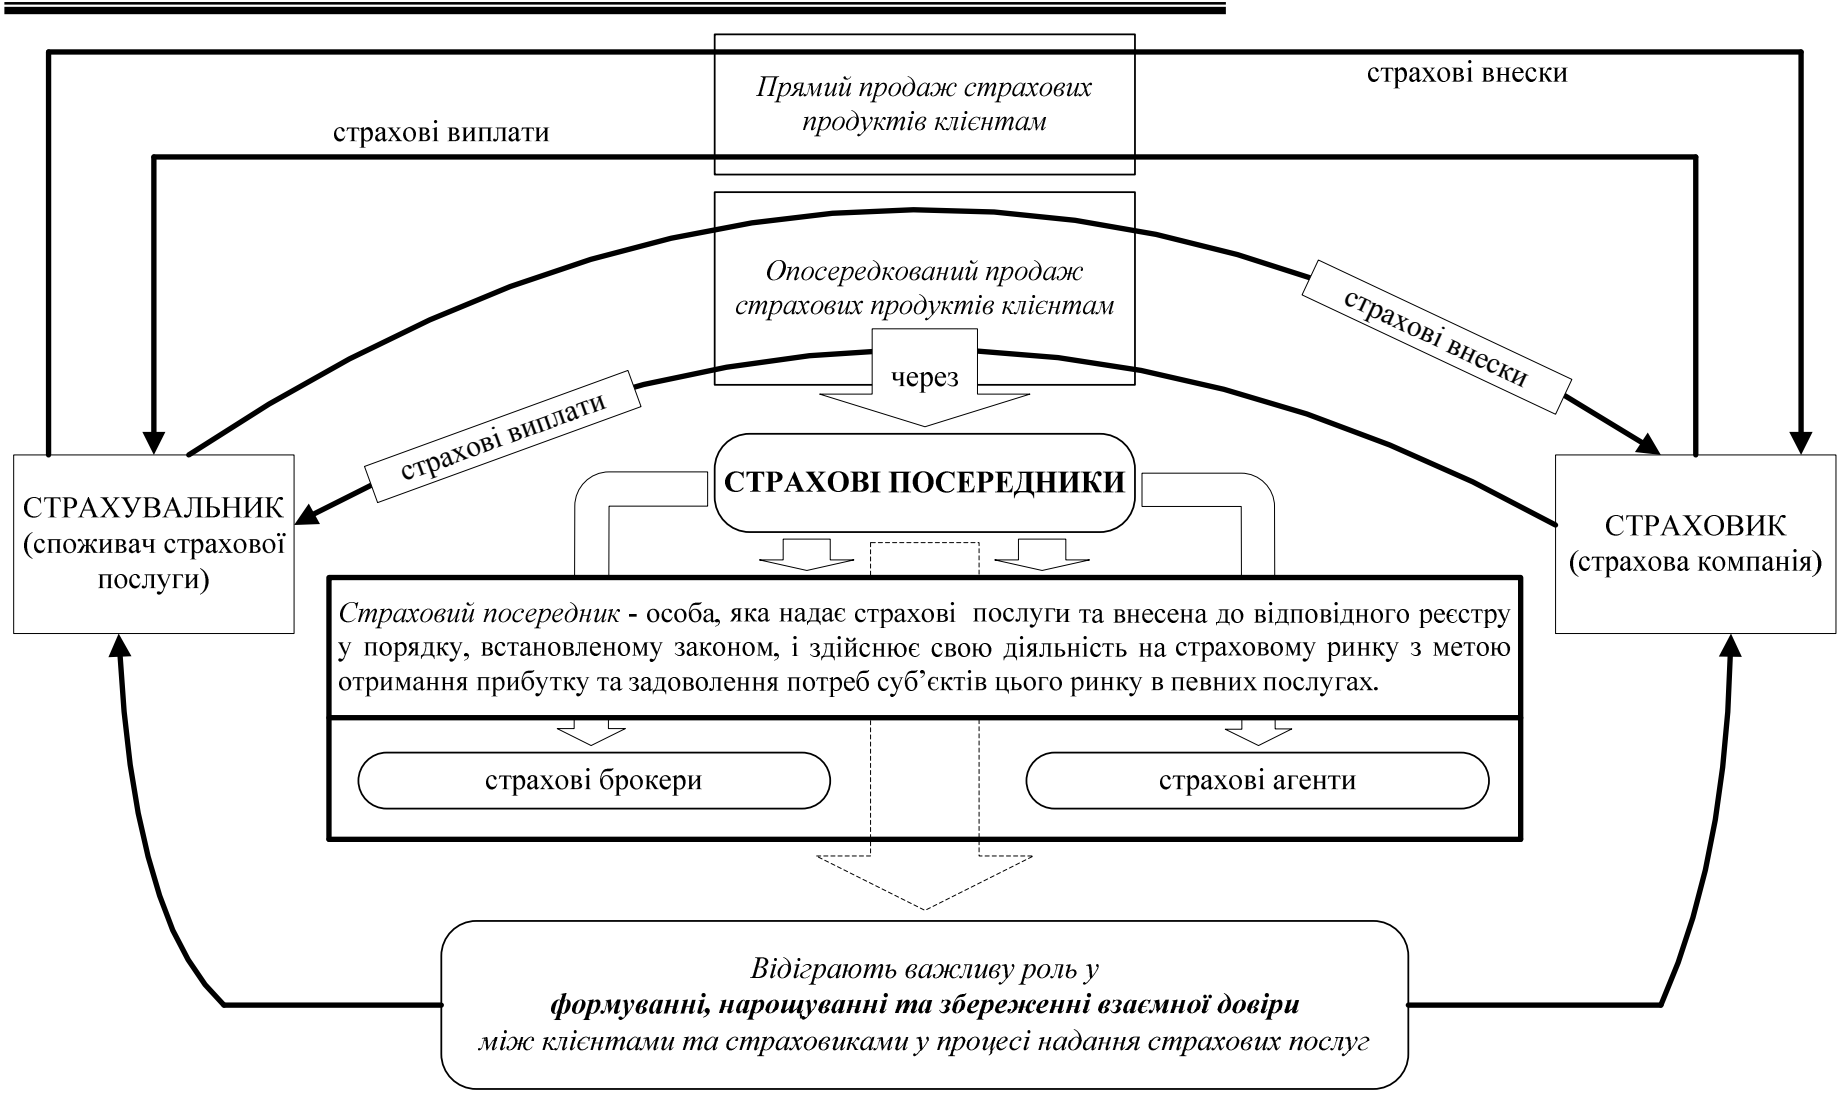 Прямий продаж страхових
продуктів клієнтам
страхові внески
страхові виплати
Опосередкований продаж
страхових продуктів клієнтам
через
страхові внески
страхові виплати
СТРАХОВІ ПОСЕРЕДНИКИ
СТРАХУВАЛЬНИК
(споживач страхової
послуги)
СТРАХОВИК
(страхова компанія)
Страховий посередник - особа, яка надає страхові послуги та внесена до відповідного реєстру
у порядку, встановленому законом, і здійснює свою діяльність на страховому ринку з метою
отримання прибутку та задоволення потреб суб’єктів цього ринку в певних послугах.
страхові брокери
страхові агенти
Відіграють важливу роль у
формуванні, нарощуванні та збереженні взаємної довіри
між клієнтами та страховиками у процесі надання страхових послуг